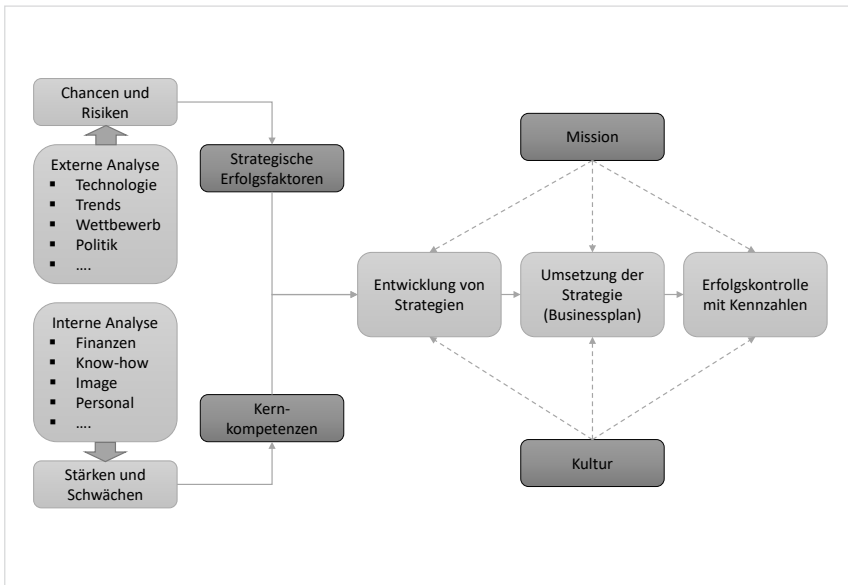 Chancen und
Risiken
Externe Analyse
▪ Technologie
▪ Trends
▪ Wettbewerb
▪ Politik
▪ ....
Interne Analyse
▪ Finanzen
▪ Know-how
▪ Image
▪ Personal
▪ ....
Stärken und
Schwächen
Strategische
Erfolgsfaktoren
Kern-
kompetenzen
Mission
Entwicklung von
Strategien
Umsetzung der
Strategie
(Businessplan)
Erfolgskontrolle
mit Kennzahlen
Kultur